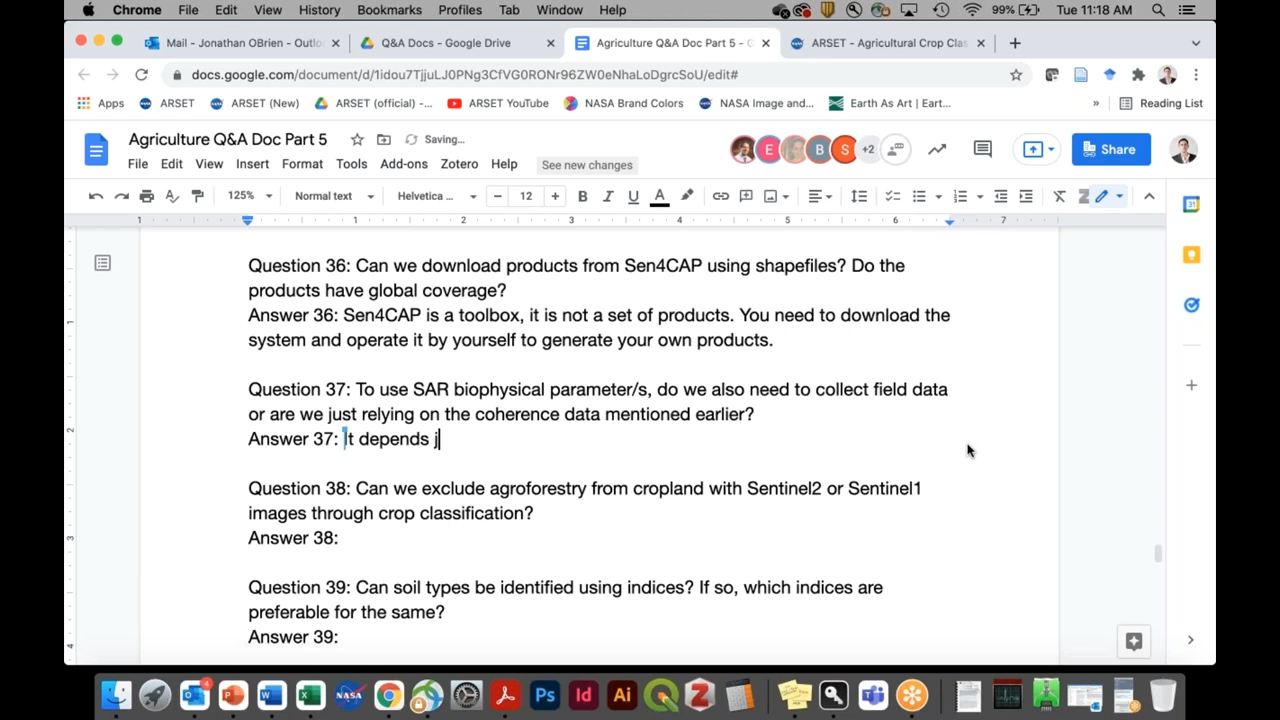 Chrome File Edit View History Bookmarks Profiles Tab Window Help 99% Tue 11:18 AM
Mail - Jonathan OBrien - Outlo Q&A Docs - Google Drive Agriculture Q&A Doc Part 5 - G ARSET - Agricultural Crop Clas
docs.google.com/document/d/1idou7TjjuLJ0PNg3CfVG0RONr96ZW0eNhaLoDgrcSoU/edit#
Apps ARSET ARSET (New) ARSET (official) -... ARSET YouTube NASA Brand Colors NASA Image and... Earth As Art | Eart... » Reading List
Agriculture Q&A Doc Part 5 Saving...
E B S +2 Share
File Edit View Insert Format Tools Add-ons Zotero Help See new changes
125% Normal text Helvetica ... 12 B I U A
1 1 2 3 4 5 6 7
Question 36: Can we download products from Sen4CAP using shapefiles? Do the
products have global coverage?
Answer 36: Sen4CAP is a toolbox, it is not a set of products. You need to download the
system and operate it by yourself to generate your own products.
Question 37: To use SAR biophysical parameter/s, do we also need to collect field data
or are we just relying on the coherence data mentioned earlier?
Answer 37: It depends j
Question 38: Can we exclude agroforestry from cropland with Sentinel2 or Sentinel1
images through crop classification?
Answer 38:
Question 39: Can soil types be identified using indices? If so, which indices are
preferable for the same?
Answer 39: